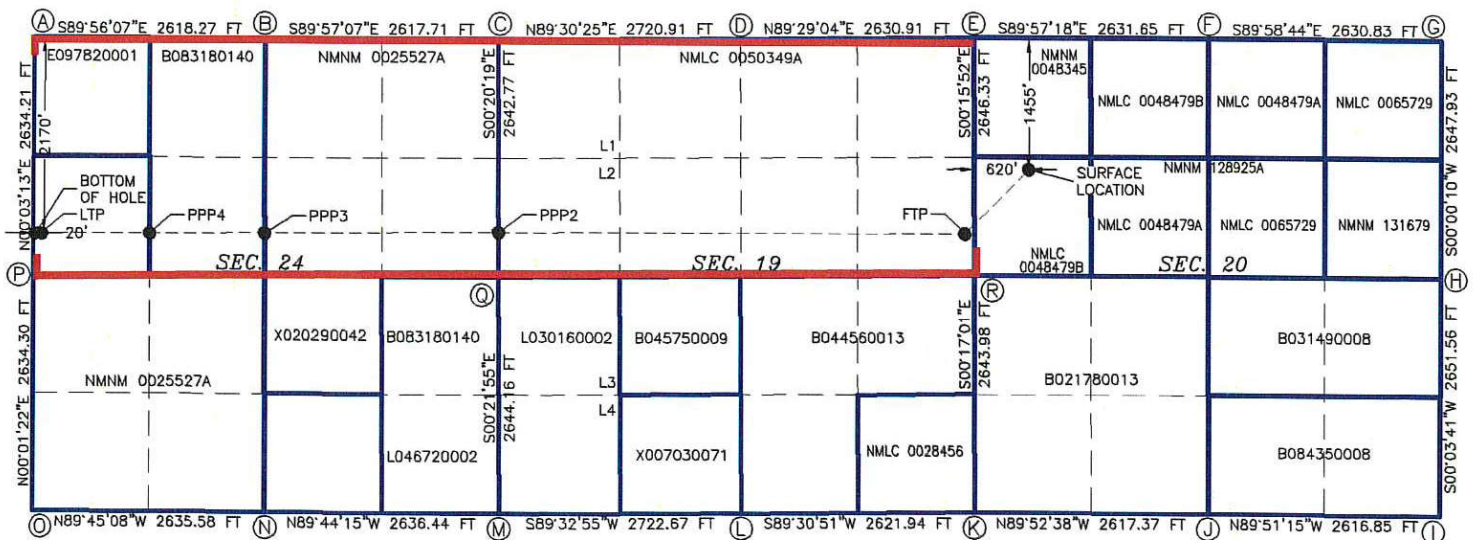 A B C D E F G
S89°56'07"E 2618.27 FT
S89°57'07"E 2617.71 FT
N89°30'25"E 2720.91 FT
N89°29'04"E 2630.91 FT
S89°57'18"E 2631.65 FT
S89°58'44"E 2630.83 FT
E097820001
B083180140
NMNM 0025527A
NMLC 0050349A
NMNM
0048345
NMLC 0048479B
NMLC 0048479A
NMLC 0065729
2634.21 FT
N00°03'13"E
2170'
S00°20'19"E
2642.77 FT
S00°15'52"E
2646.33 FT
1455'
2647.93 FT
S00°00'10"W
L1
L2
620'
SURFACE
LOCATION
NMNM 128925A
BOTTOM
OF HOLE
LTP
20'
PPP4
PPP3
PPP2
FTP
NMLC 0048479A
NMLC 0065729
NMNM 131679
SEC. 24
SEC. 19
NMLC
0048479B
SEC. 20
P
Q
R
H
X020290042
B083180140
L030160002
B045750009
B044560013
B031490008
2634.30 FT
N00°01'22"E
S00°21'55"E
2644.16 FT
S00°17'01"E
2643.98 FT
2651.56 FT
S00°03'41"W
NMNM 0025527A
L3
L4
B021780013
L046720002
X007030071
NMLC 0028456
B084350008
O N M L K J I
N89°45'08"W 2635.58 FT
N89°44'15"W 2636.44 FT
S89°32'55"W 2722.67 FT
S89°30'51"W 2621.94 FT
N89°52'38"W 2617.37 FT
N89°51'15"W 2616.85 FT